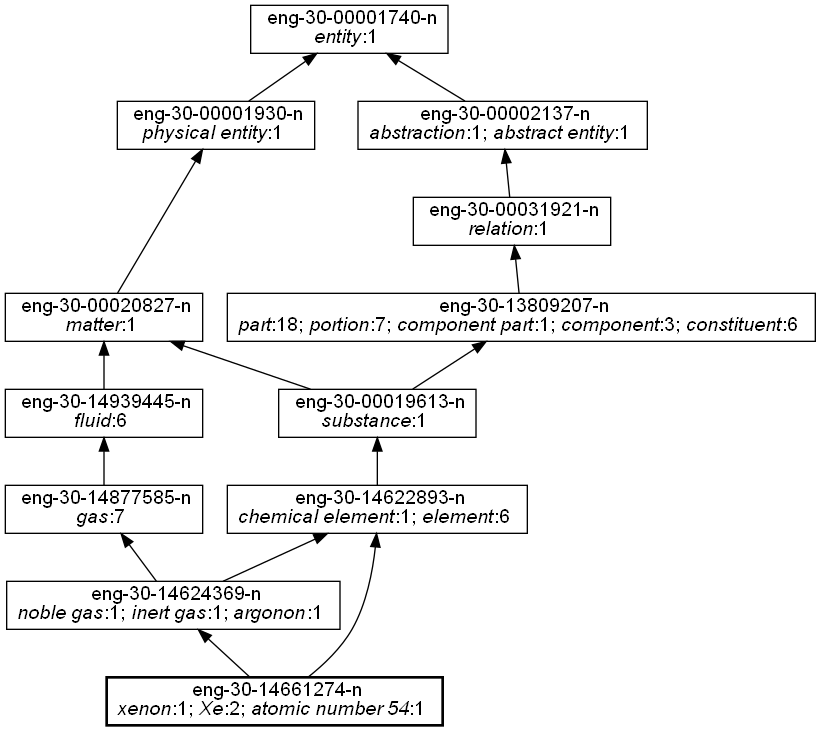 eng-30-00001740-n
entity:1
eng-30-00001930-n
physical entity:1
eng-30-00002137-n
abstraction:1; abstract entity:1
eng-30-00031921-n
relation:1
eng-30-00020827-n
matter:1
eng-30-13809207-n
part:18; portion:7; component part:1; component:3; constituent:6
eng-30-14939445-n
fluid:6
eng-30-00019613-n
substance:1
eng-30-14877585-n
gas:7
eng-30-14622893-n
chemical element:1; element:6
eng-30-14624369-n
noble gas:1; inert gas:1; argonon:1
eng-30-14661274-n
xenon:1; Xe:2; atomic number 54:1